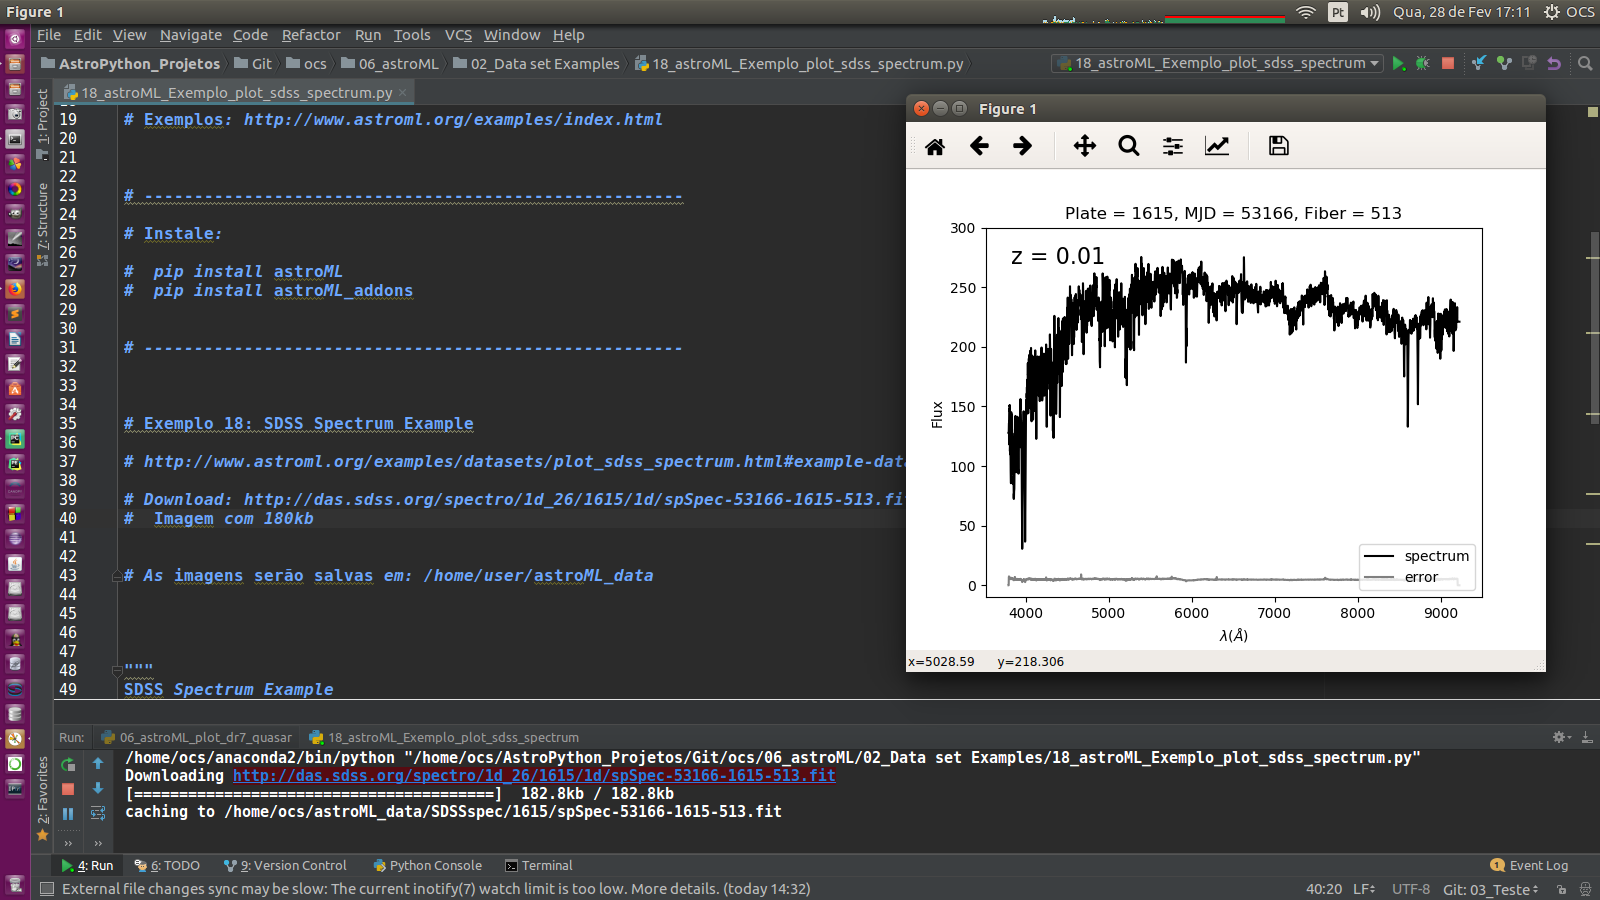 Figure 1
Pt
Qua, 28 de Fev 17:11
OCS
File Edit View Navigate Code Refactor Run Tools VCS Window Help
AstroPython_Projetos Git ocs 06_astroML 02_Data set Examples 18_astroML_Exemplo_plot_sdss_spectrum.py
18_astroML_Exemplo_plot_sdss_spectrum
18_astroML_Exemplo_plot_sdss_spectrum.py
1: Project
7: Structure
2: Favorites
19 # Exemplos: http://www.astroml.org/examples/index.html
20
21
22
23 # ------------------------------------------------------
24
25 # Instale:
26
27 #  pip install astroML
28 #  pip install astroML_addons
29
30
31 # ------------------------------------------------------
32
33
34
35 # Exemplo 18: SDSS Spectrum Example
36
37 # http://www.astroml.org/examples/datasets/plot_sdss_spectrum.html#example-dat
38
39 # Download: http://das.sdss.org/spectro/1d_26/1615/1d/spSpec-53166-1615-513.fi
40 #  Imagem com 180kb
41
42
43 # As imagens serão salvas em: /home/user/astroML_data
44
45
46
47
48 """
49 SDSS Spectrum Example
Figure 1
Plate = 1615, MJD = 53166, Fiber = 513
z = 0.01
300
250
200
150
100
50
0
Flux
4000 5000 6000 7000 8000 9000
λ(Å)
spectrum
error
x=5028.59 y=218.306
Run: 06_astroML_plot_dr7_quasar 18_astroML_Exemplo_plot_sdss_spectrum
/home/ocs/anaconda2/bin/python "/home/ocs/AstroPython_Projetos/Git/ocs/06_astroML/02_Data set Examples/18_astroML_Exemplo_plot_sdss_spectrum.py"
Downloading http://das.sdss.org/spectro/1d_26/1615/1d/spSpec-53166-1615-513.fit
[========================================]  182.8kb / 182.8kb
caching to /home/ocs/astroML_data/SDSSspec/1615/spSpec-53166-1615-513.fit
4: Run 6: TODO 9: Version Control Python Console Terminal 1 Event Log
External file changes sync may be slow: The current inotify(7) watch limit is too low. More details. (today 14:32)
40:20 LF UTF-8 Git: 03_Teste